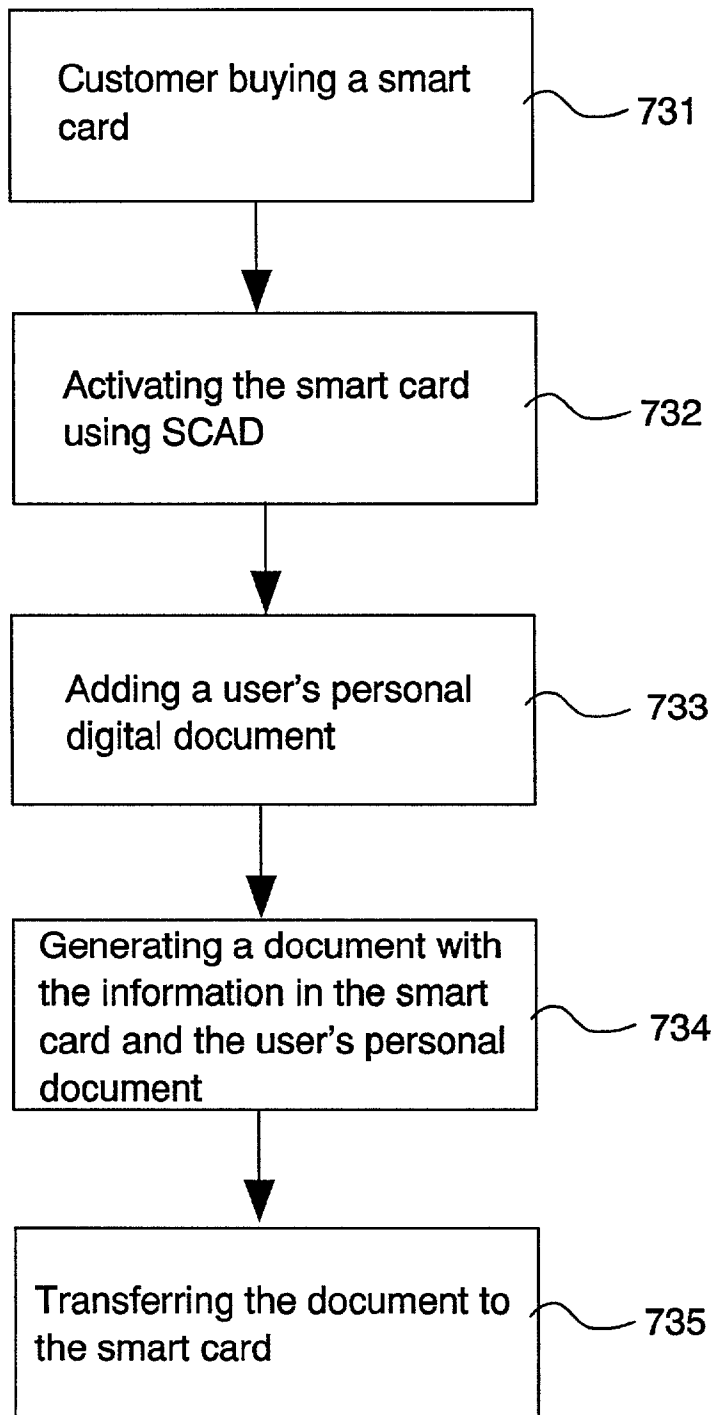 Customer buying a smart
card
731
Activating the smart card
using SCAD
732
Adding a user's personal
digital document
733
Generating a document with
the information in the smart
card and the user's personal
document
734
Transferring the document to
the smart card
735